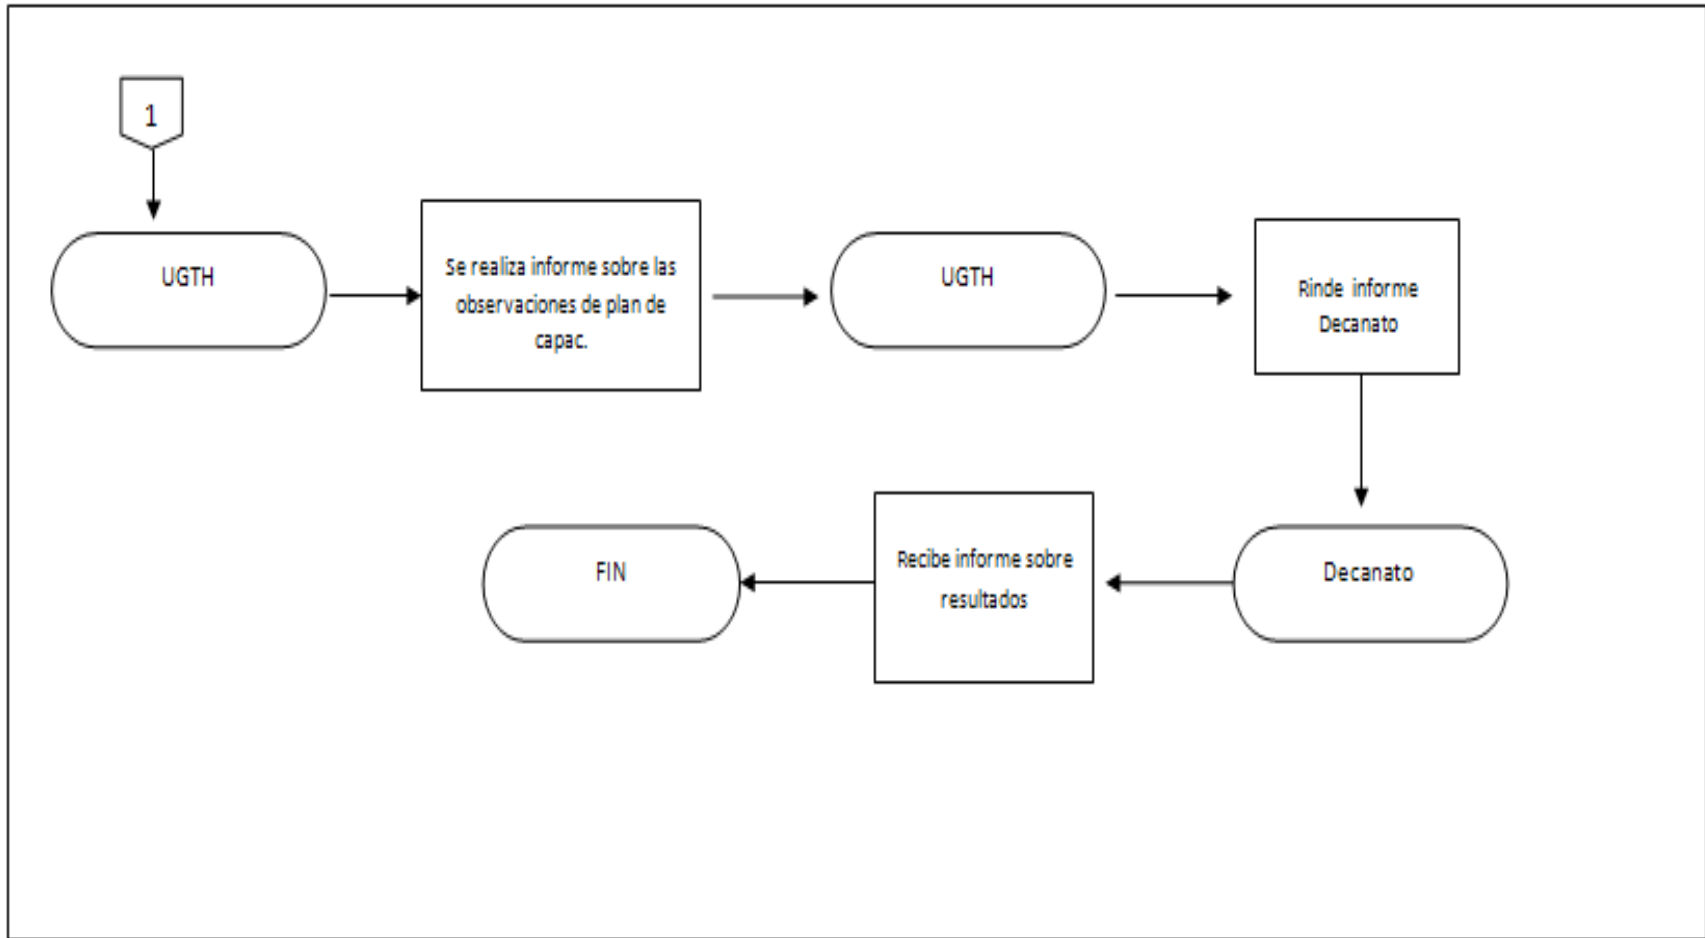 1
UGTH
Se realiza informe sobre las
observaciones de plan de
capac.
UGTH
Rinde informe
Decanato
Decanato
Recibe informe sobre
resultados
FIN